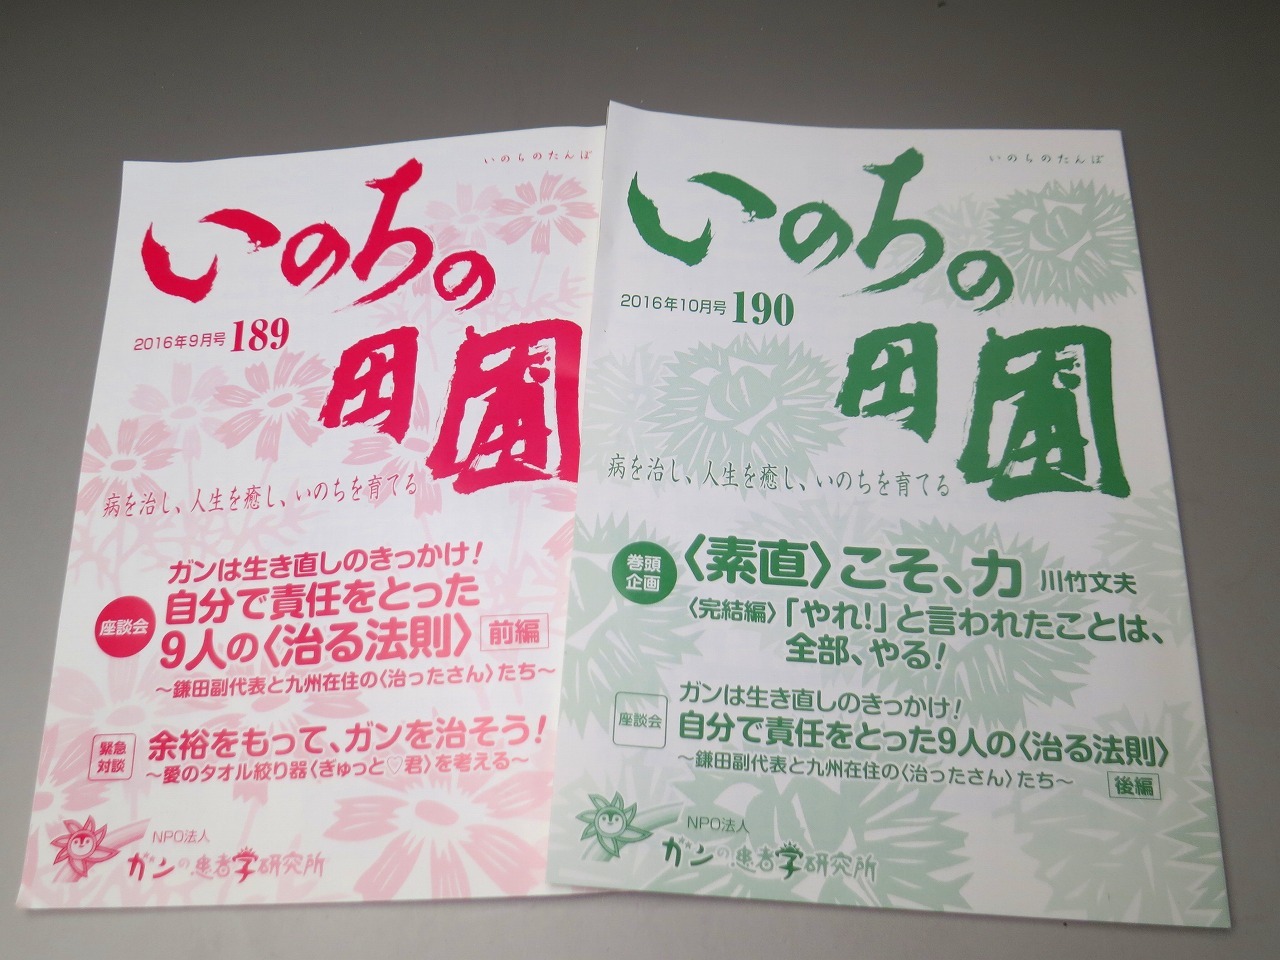 いのちのたんぼ
いのちの
田圃
2016年9月号 189
病を治し、人生を癒し、いのちを育てる
座談会
ガンは生き直しのきっかけ！
自分で責任をとった
9人の〈治る法則〉 前編
〜鎌田副代表と九州在住の〈治ったさん〉たち〜
緊急
対談
余裕をもって、ガンを治そう！
〜愛のタオル絞り器〈ぎゅっと♡君〉を考える〜
NPO法人
ガンの患者学研究所
いのちのたんぼ
いのちの
田圃
2016年10月号 190
病を治し、人生を癒し、いのちを育てる
巻頭
企画
〈素直〉こそ、力 川竹文夫
〈完結編〉「やれ！」と言われたことは、
全部、やる！
座談会
ガンは生き直しのきっかけ！
自分で責任をとった9人の〈治る法則〉
〜鎌田副代表と九州在住の〈治ったさん〉たち〜 後編
NPO法人
ガンの患者学研究所